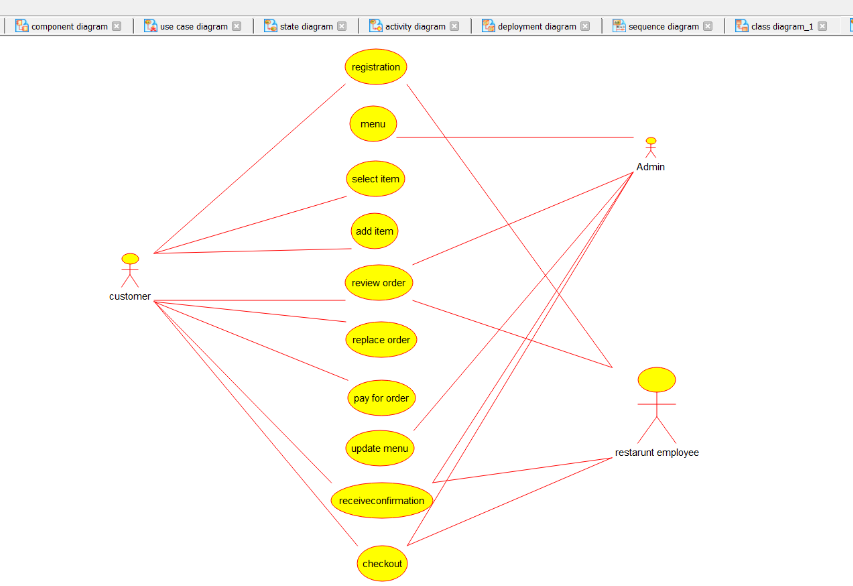 component diagram
use case diagram
state diagram
activity diagram
deployment diagram
sequence diagram
class diagram_1
registration
menu
Admin
select item
add item
review order
customer
replace order
pay for order
update menu
restarunt employee
receiveconfirmation
checkout